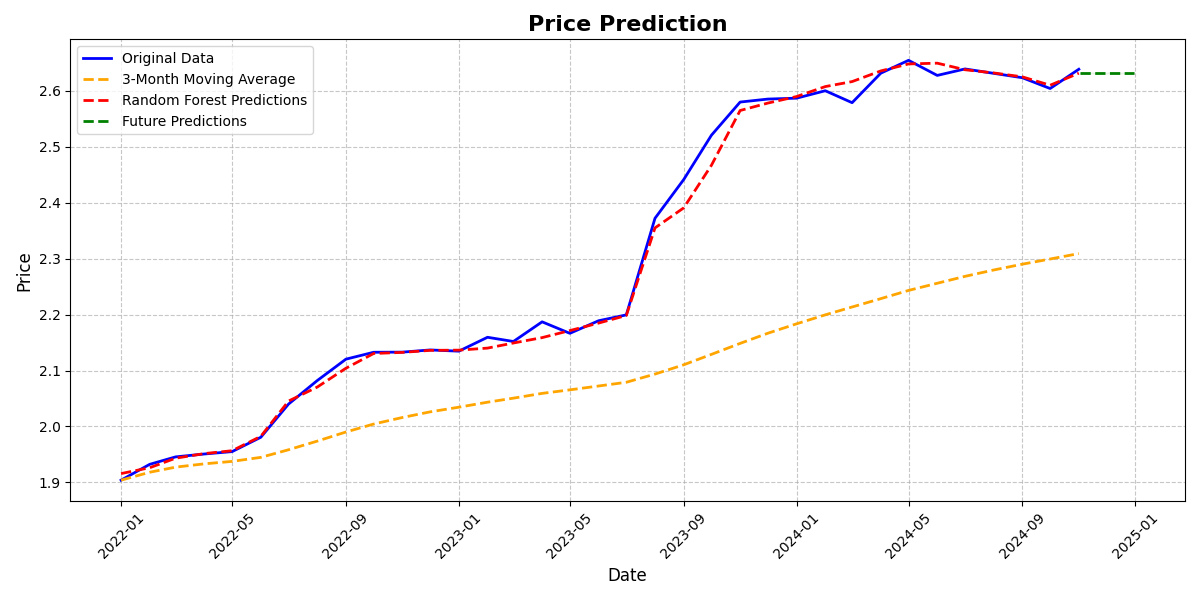 Price Prediction
Original Data
3-Month Moving Average
Random Forest Predictions
Future Predictions
Price
2.6
2.5
2.4
2.3
2.2
2.1
2.0
1.9
2022-01
2022-05
2022-09
2023-01
2023-05
2023-09
2024-01
2024-05
2024-09
2025-01
Date